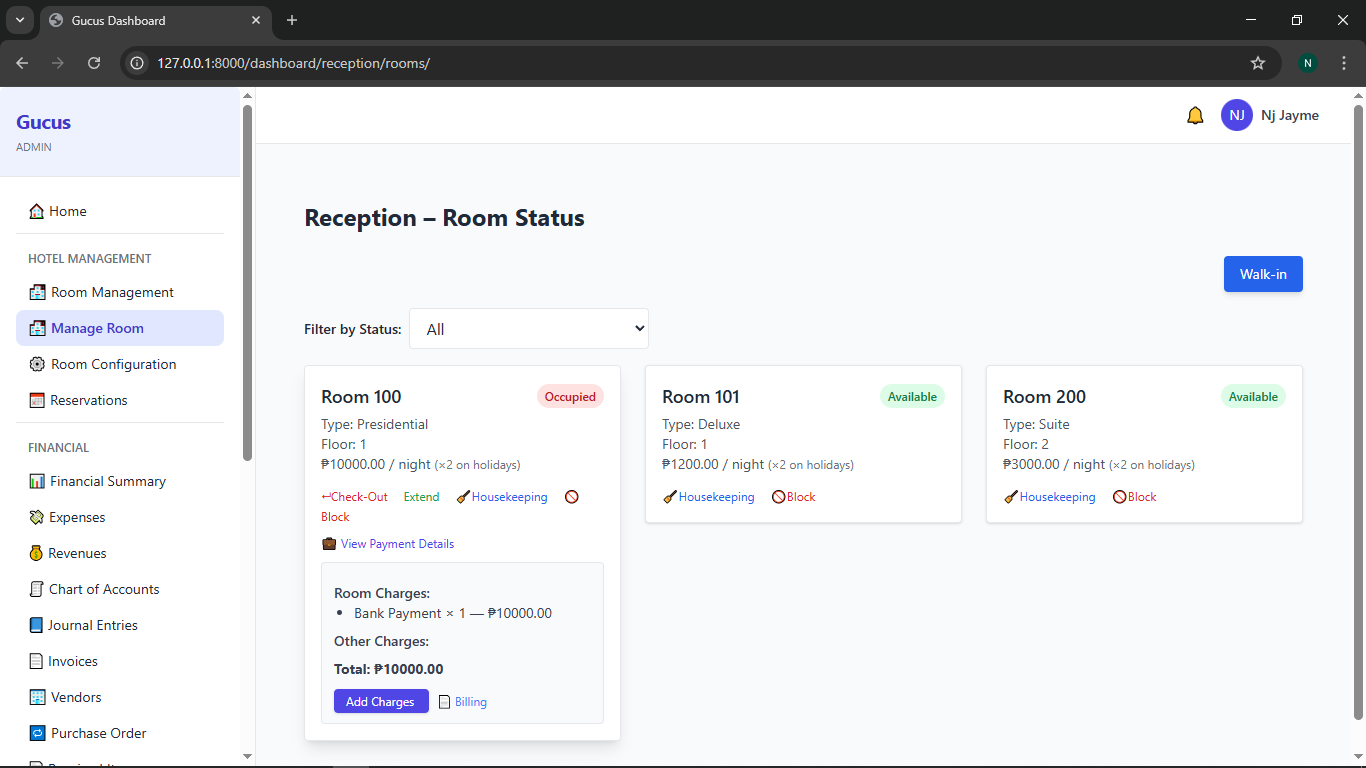 Gucus Dashboard
127.0.0.1:8000/dashboard/reception/rooms/
N
Gucus
ADMIN
NJ
Nj Jayme
Home
HOTEL MANAGEMENT
Room Management
Manage Room
Room Configuration
Reservations
FINANCIAL
Financial Summary
Expenses
Revenues
Chart of Accounts
Journal Entries
Invoices
Vendors
Purchase Order
Reception – Room Status
Walk-in
Filter by Status:
All
Room 100
Occupied
Type: Presidential
Floor: 1
₱10000.00 / night (×2 on holidays)
Check-Out Extend Housekeeping
Block
View Payment Details
Room Charges:
• Bank Payment × 1 — ₱10000.00
Other Charges:
Total: ₱10000.00
Add Charges
Billing
Room 101
Available
Type: Deluxe
Floor: 1
₱1200.00 / night (×2 on holidays)
Housekeeping Block
Room 200
Available
Type: Suite
Floor: 2
₱3000.00 / night (×2 on holidays)
Housekeeping Block